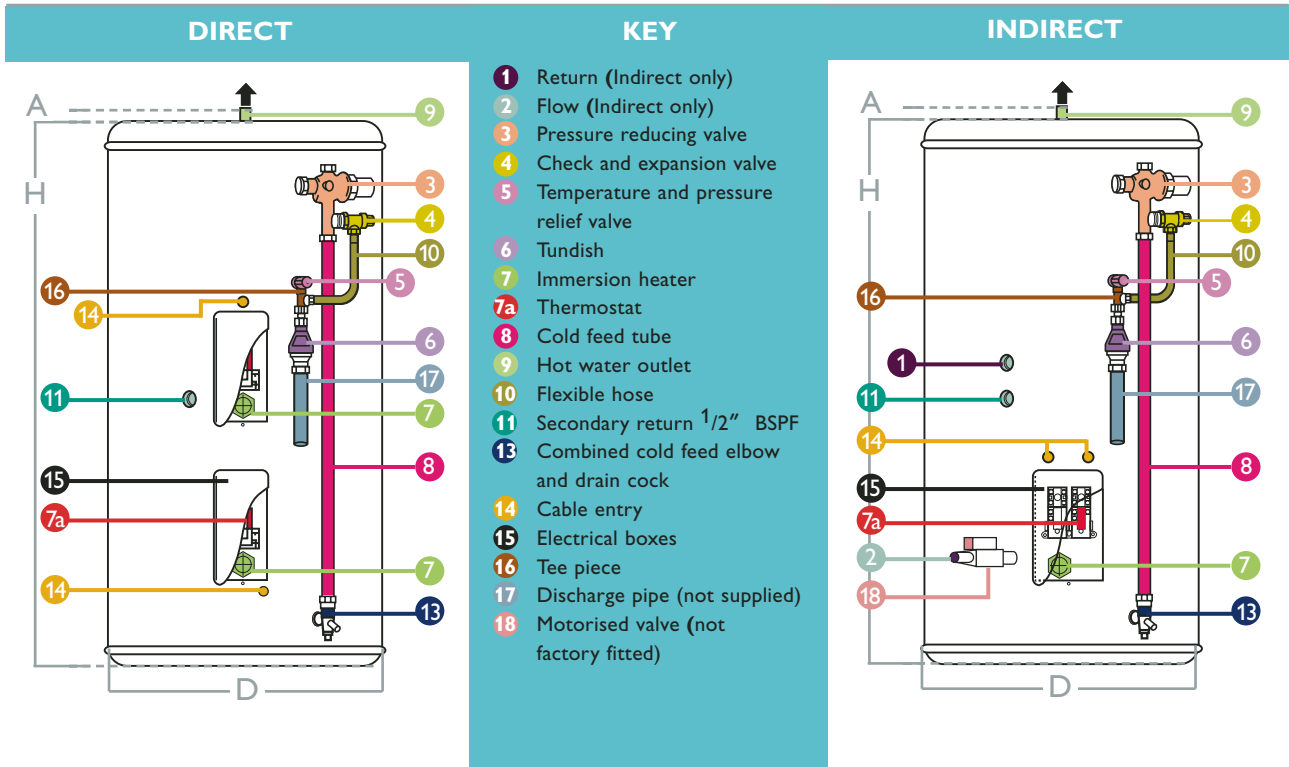 DIRECT
KEY
INDIRECT
A
H
D
9
3
4
10
5
16
14
6
17
11
7
8
15
7a
7
14
13
1 Return (Indirect only)
2 Flow (Indirect only)
3 Pressure reducing valve
4 Check and expansion valve
5 Temperature and pressure
relief valve
6 Tundish
7 Immersion heater
7a Thermostat
8 Cold feed tube
9 Hot water outlet
10 Flexible hose
11 Secondary return 1/2" BSPF
13 Combined cold feed elbow
and drain cock
14 Cable entry
15 Electrical boxes
16 Tee piece
17 Discharge pipe (not supplied)
18 Motorised valve (not
factory fitted)
A
H
D
9
3
4
10
5
16
6
1
17
11
14
8
15
7a
2
7
18
13